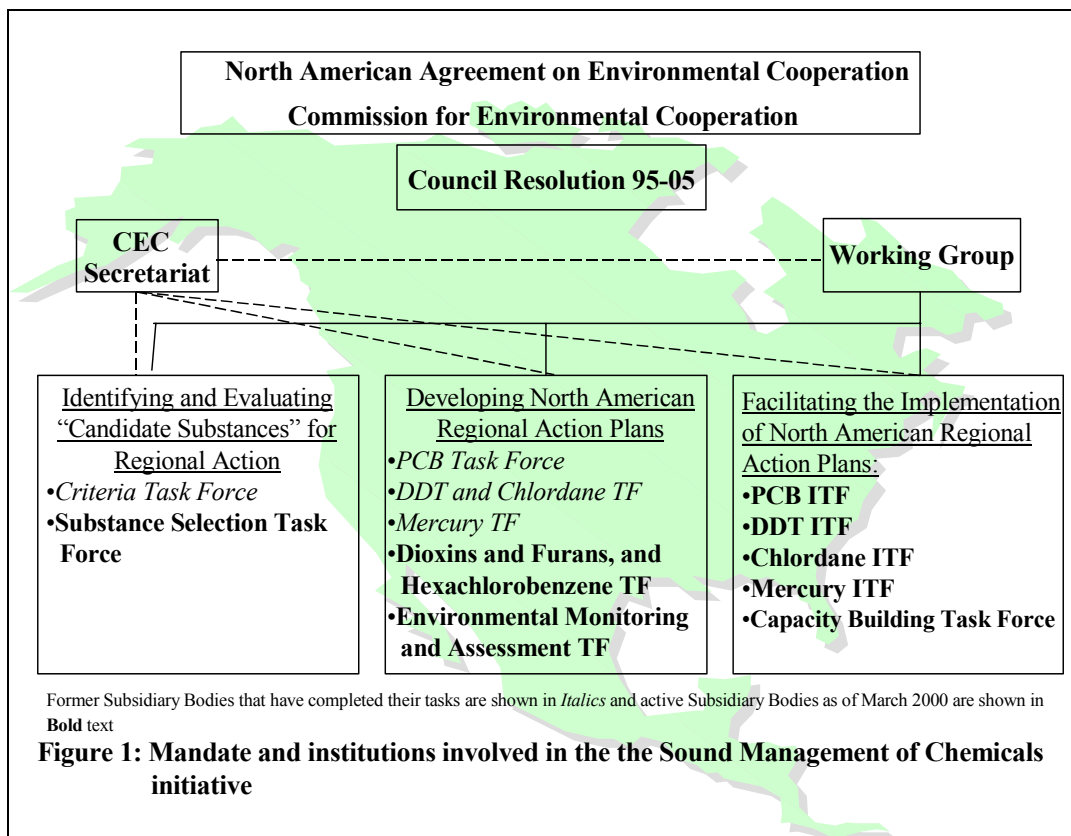 North American Agreement on Environmental Cooperation
Commission for Environmental Cooperation
Council Resolution 95-05
CEC
Secretariat
Working Group
Identifying and Evaluating
“Candidate Substances” for
Regional Action
•Criteria Task Force
•Substance Selection Task
Force
Developing North American
Regional Action Plans
•PCB Task Force
•DDT and Chlordane TF
•Mercury TF
•Dioxins and Furans, and
Hexachlorobenzene TF
•Environmental Monitoring
and Assessment TF
Facilitating the Implementation
of North American Regional
Action Plans:
•PCB ITF
•DDT ITF
•Chlordane ITF
•Mercury ITF
•Capacity Building Task Force
Former Subsidiary Bodies that have completed their tasks are shown in Italics and active Subsidiary Bodies as of March 2000 are shown in
Bold text
Figure 1: Mandate and institutions involved in the the Sound Management of Chemicals
initiative